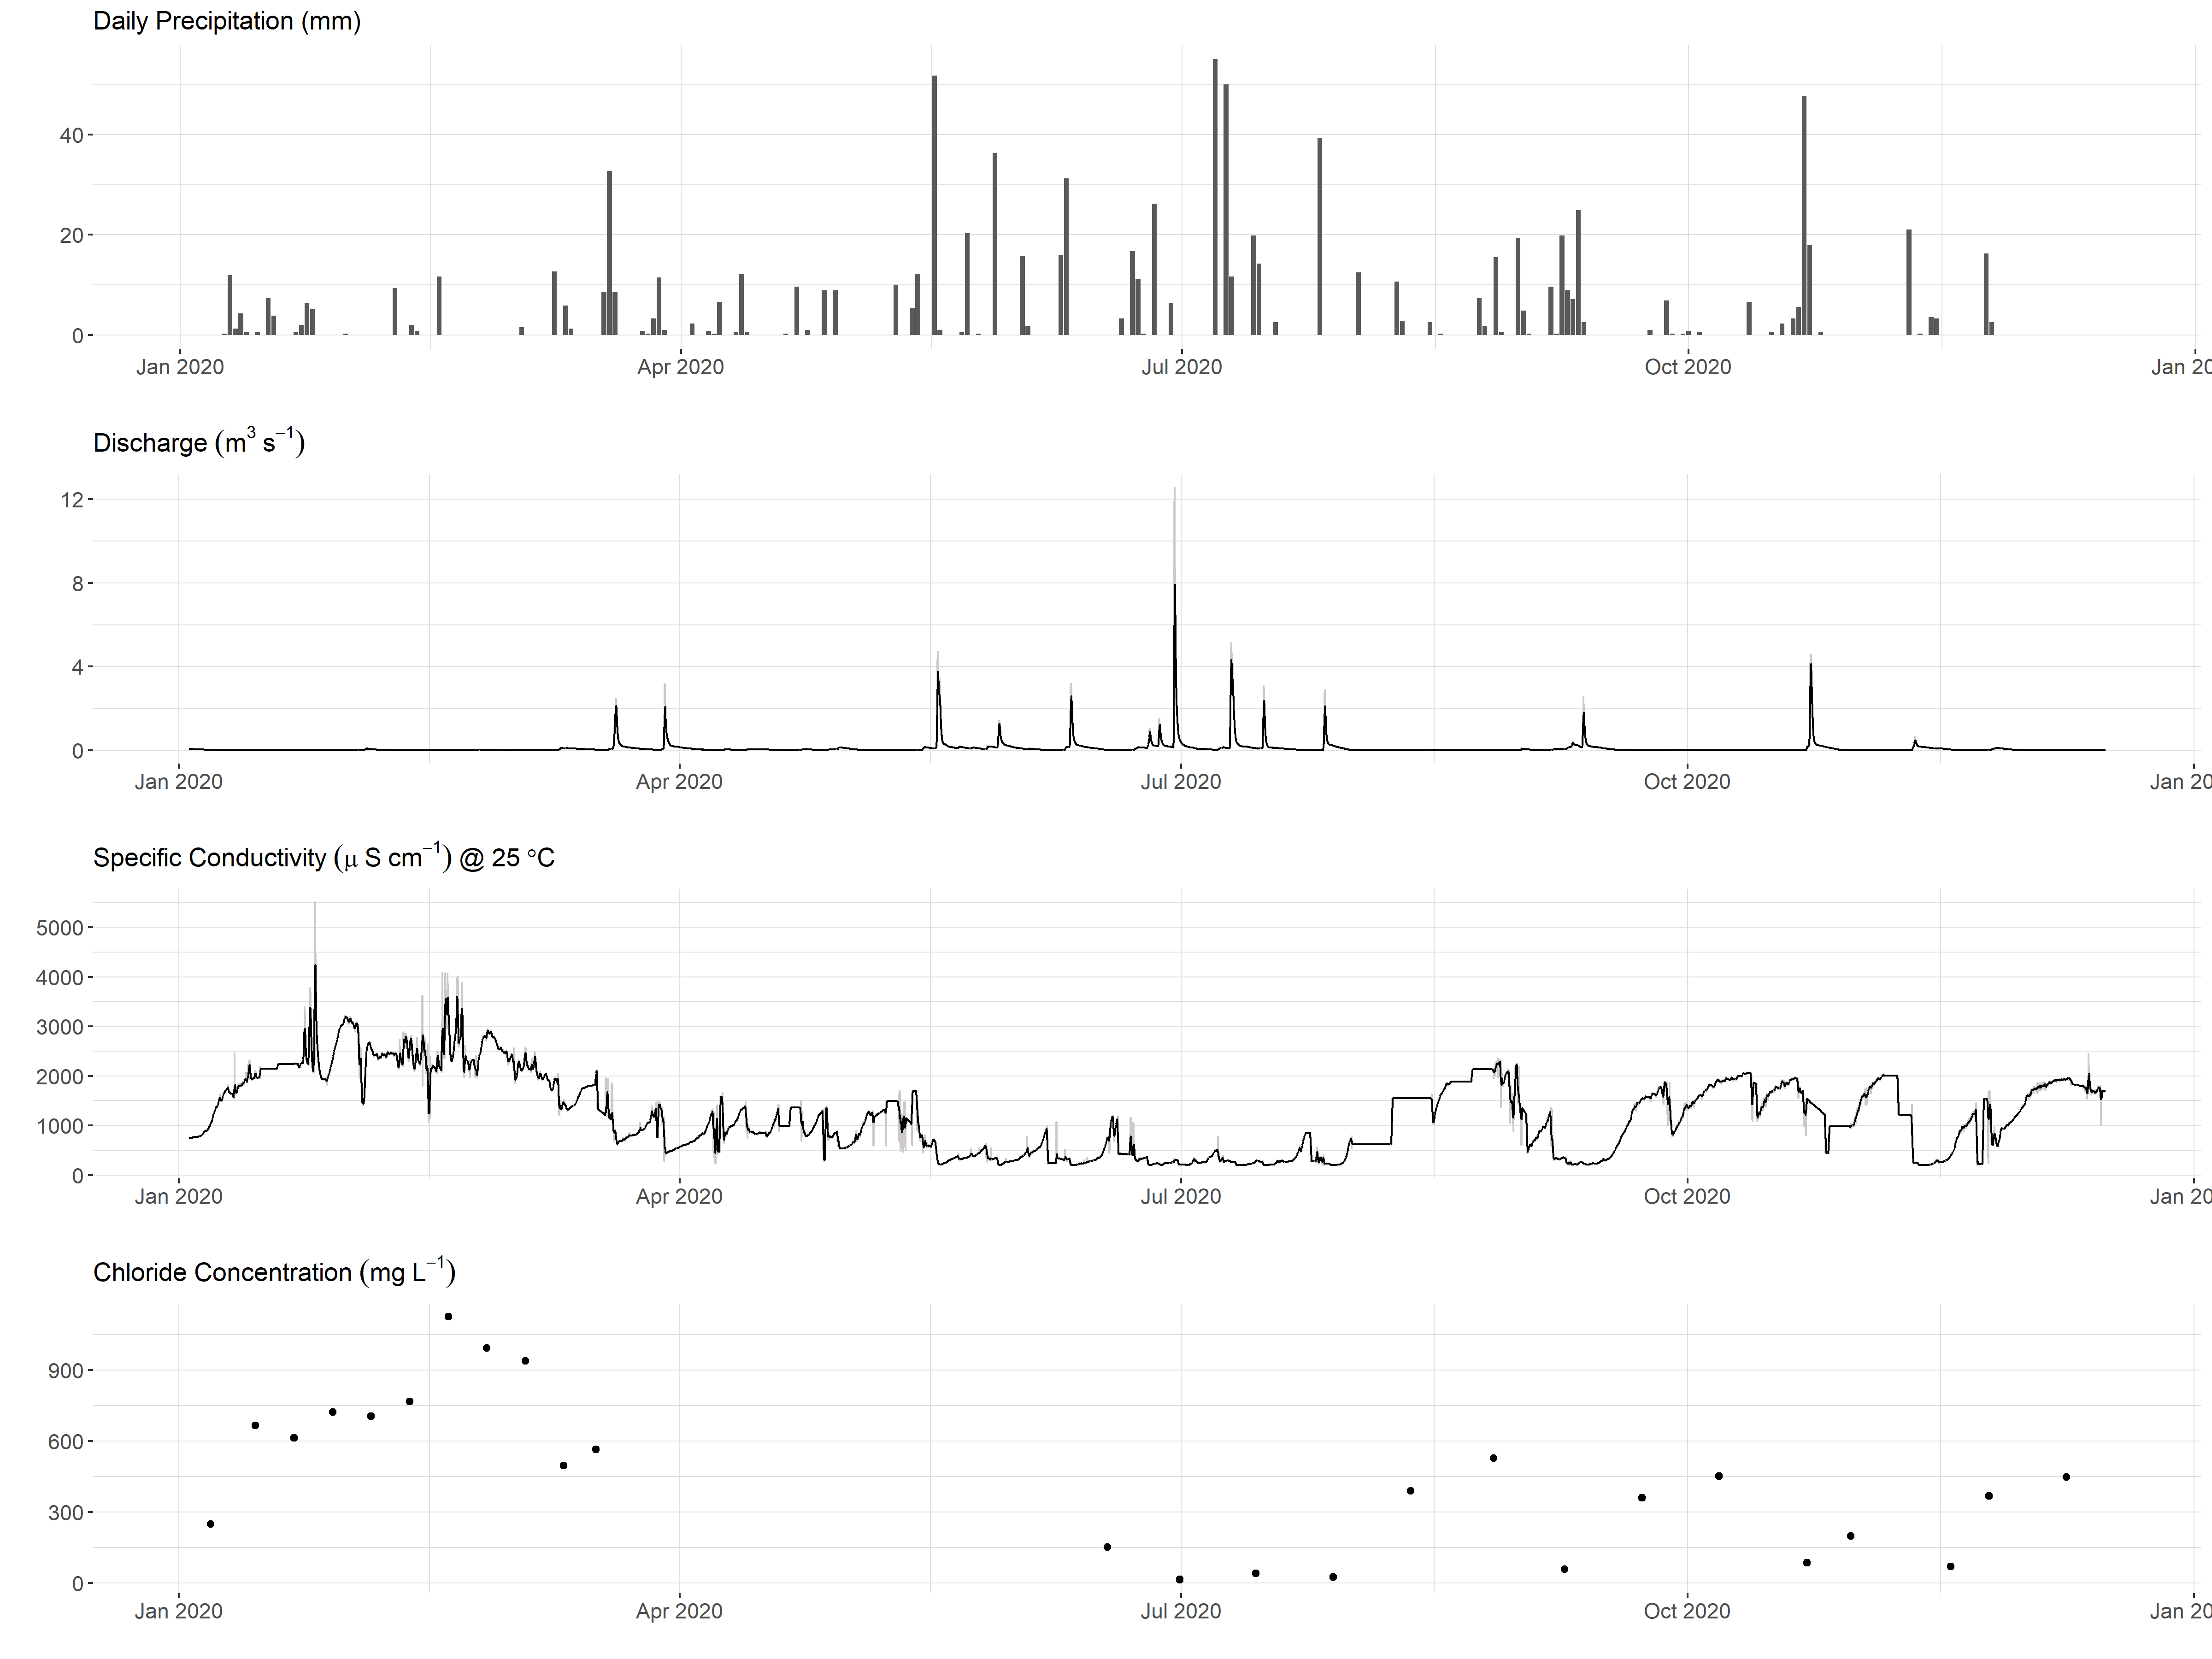 Daily Precipitation (mm)
40
20
0
Jan 2020 Apr 2020 Jul 2020 Oct 2020 Jan 20
Discharge (m³ s⁻¹)
12
8
4
0
Jan 2020 Apr 2020 Jul 2020 Oct 2020 Jan 20
Specific Conductivity (μ S cm⁻¹) @ 25 °C
5000
4000
3000
2000
1000
0
Jan 2020 Apr 2020 Jul 2020 Oct 2020 Jan 20
Chloride Concentration (mg L⁻¹)
900
600
300
0
Jan 2020 Apr 2020 Jul 2020 Oct 2020 Jan 20